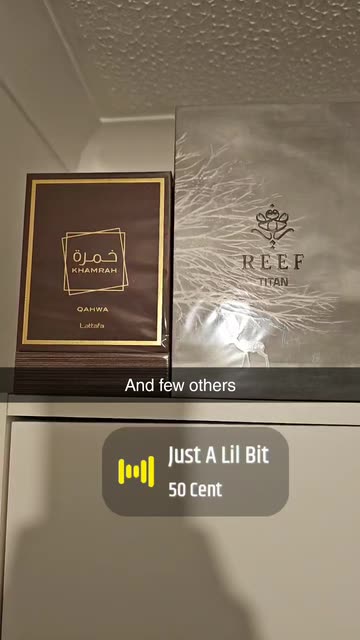 خمرة
KHAMRAH
QAHWA
Lattafa
REEF
TITAN
And few others
Just A Lil Bit
50 Cent